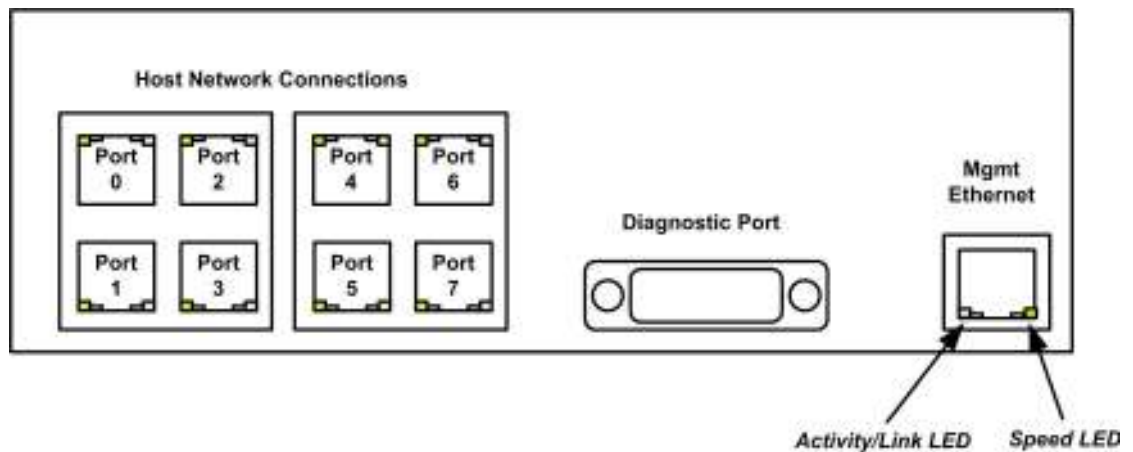 Host Network Connections
Port
0
Port
2
Port
4
Port
6
Port
1
Port
3
Port
5
Port
7
Diagnostic Port
Mgmt
Ethernet
Activity/Link LED
Speed LED